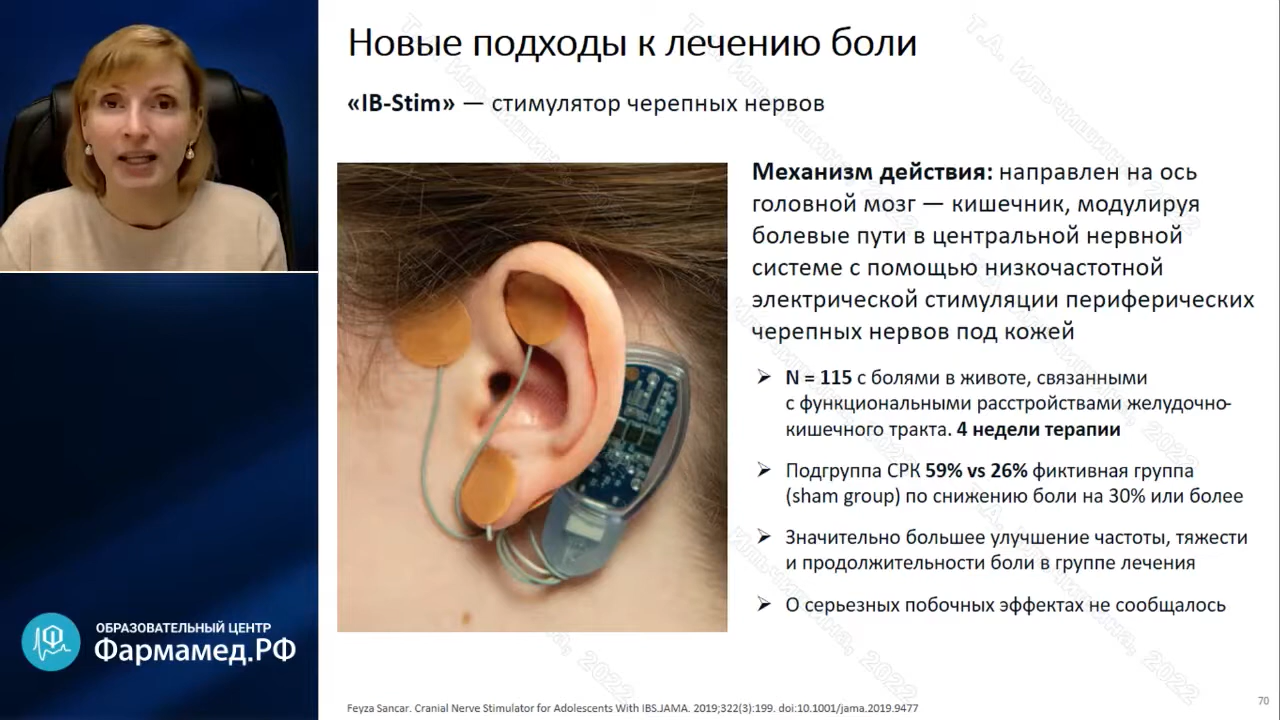 Новые подходы к лечению боли
«IB-Stim» — стимулятор черепных нервов
Механизм действия: направлен на ось
головной мозг — кишечник, модулируя
болевые пути в центральной нервной
системе с помощью низкочастотной
электрической стимуляции периферических
черепных нервов под кожей
➢ N = 115 с болями в животе, связанными
с функциональными расстройствами желудочно-
кишечного тракта. 4 недели терапии
➢ Подгруппа СРК 59% vs 26% фиктивная группа
(sham group) по снижению боли на 30% или более
➢ Значительно большее улучшение частоты, тяжести
и продолжительности боли в группе лечения
➢ О серьезных побочных эффектах не сообщалось
ОБРАЗОВАТЕЛЬНЫЙ ЦЕНТР
Фармамед.РФ
Feyza Sancar. Cranial Nerve Stimulator for Adolescents With IBS.JAMA. 2019;322(3):199. doi:10.1001/jama.2019.9477
70